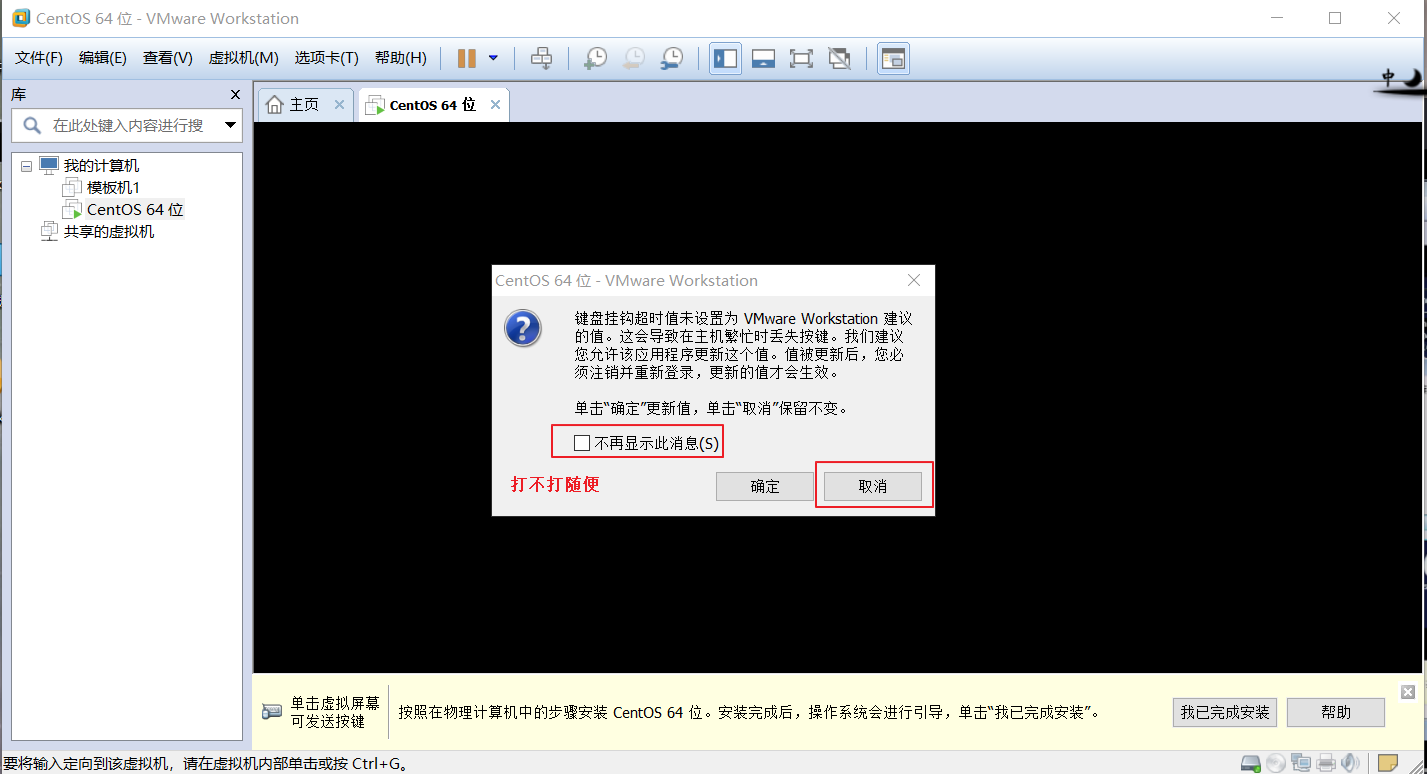 CentOS 64 位 - VMware Workstation
文件(F) 编辑(E) 查看(V) 虚拟机(M) 选项卡(T) 帮助(H)
中
库
主页 CentOS 64 位
在此处键入内容进行搜
我的计算机
模板机1
CentOS 64 位
共享的虚拟机
CentOS 64 位 - VMware Workstation
键盘挂钩超时值未设置为 VMware Workstation 建议
的值。这会导致在主机繁忙时丢失按键。我们建议
您允许该应用程序更新这个值。值被更新后，您必
须注销并重新登录，更新的值才会生效。
单击“确定”更新值，单击“取消”保留不变。
不再显示此消息(S)
打不打随便
确定 取消
单击虚拟屏幕
可发送按键
按照在物理计算机中的步骤安装 CentOS 64 位。安装完成后，操作系统会进行引导，单击“我已完成安装”。
我已完成安装 帮助
要将输入定向到该虚拟机，请在虚拟机内部单击或按 Ctrl+G。